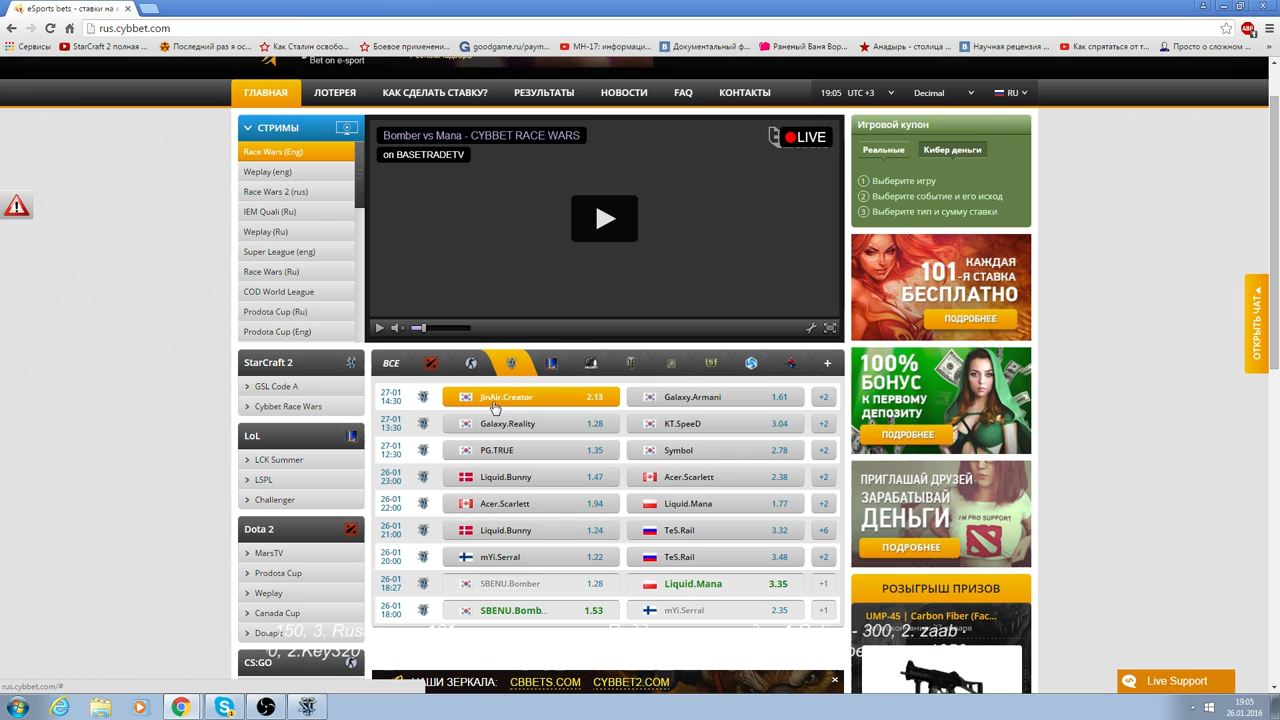 eSports bets - ставки на к
rus.cybbet.com
Сервисы
StarCraft 2 полная ...
Последний раз я ос...
Как Сталин освобо...
Боевое применени...
goodgame.ru/paym...
МН-17: информаци...
Документальный ф...
Раненый Ваня Вор...
Анадырь - столица ...
Научная рецензия ...
Как спрятаться от т...
Просто о сложном ...
Bet on e-sport
ГЛАВНАЯ
ЛОТЕРЕЯ
КАК СДЕЛАТЬ СТАВКУ?
РЕЗУЛЬТАТЫ
НОВОСТИ
FAQ
КОНТАКТЫ
19:05 UTC +3
Decimal
RU
СТРИМЫ
Race Wars (Eng)
Weplay (eng)
Race Wars 2 (rus)
IEM Quali (Ru)
Weplay (Ru)
Super League (eng)
Race Wars (Ru)
COD World League
Prodota Cup (Ru)
Prodota Cup (Eng)
Bomber vs Mana - CYBBET RACE WARS
on BASETRADETV
LIVE
Игровой купон
Реальные
Кибер деньги
1 Выберите игру
2 Выберите событие и его исход
3 Выберите тип и сумму ставки
КАЖДАЯ
101-я СТАВКА
БЕСПЛАТНО
ПОДРОБНЕЕ
100%
БОНУС
К ПЕРВОМУ
ДЕПОЗИТУ
ПОДРОБНЕЕ
ПРИГЛАШАЙ ДРУЗЕЙ
ЗАРАБАТЫВАЙ
ДЕНЬГИ
I'M PRO SUPPORT
ПОДРОБНЕЕ
ОТКРЫТЬ ЧАТ
StarCraft 2
GSL Code A
Cybbet Race Wars
LoL
LCK Summer
LSPL
Challenger
Dota 2
MarsTV
Prodota Cup
Weplay
Canada Cup
CS:GO
ВСЕ
+
27-01 14:30 JinAir.Creator 2.13 Galaxy.Armani 1.61 +2
27-01 13:30 Galaxy.Reality 1.28 KT.SpeeD 3.04 +2
27-01 12:30 PG.TRUE 1.35 Symbol 2.78 +2
26-01 23:00 Liquid.Bunny 1.47 Acer.Scarlett 2.38 +2
26-01 22:00 Acer.Scarlett 1.94 Liquid.Mana 1.77 +2
26-01 21:00 Liquid.Bunny 1.24 TeS.Rail 3.32 +6
26-01 20:00 mYi.Serral 1.22 TeS.Rail 3.48 +2
26-01 18:27 SBENU.Bomber 1.28 Liquid.Mana 3.35 +1
26-01 18:00 SBENU.Bomb... 1.53 mYi.Serral 2.35 +1
- 300, 2. zaab -
НАШИ ЗЕРКАЛА: CBBETS.COM CYBBET2.COM
РОЗЫГРЫШ ПРИЗОВ
UMP-45 | Carbon Fiber (Fac...
Live Support
rus.cybbet.com/#
19:05
26.01.2016